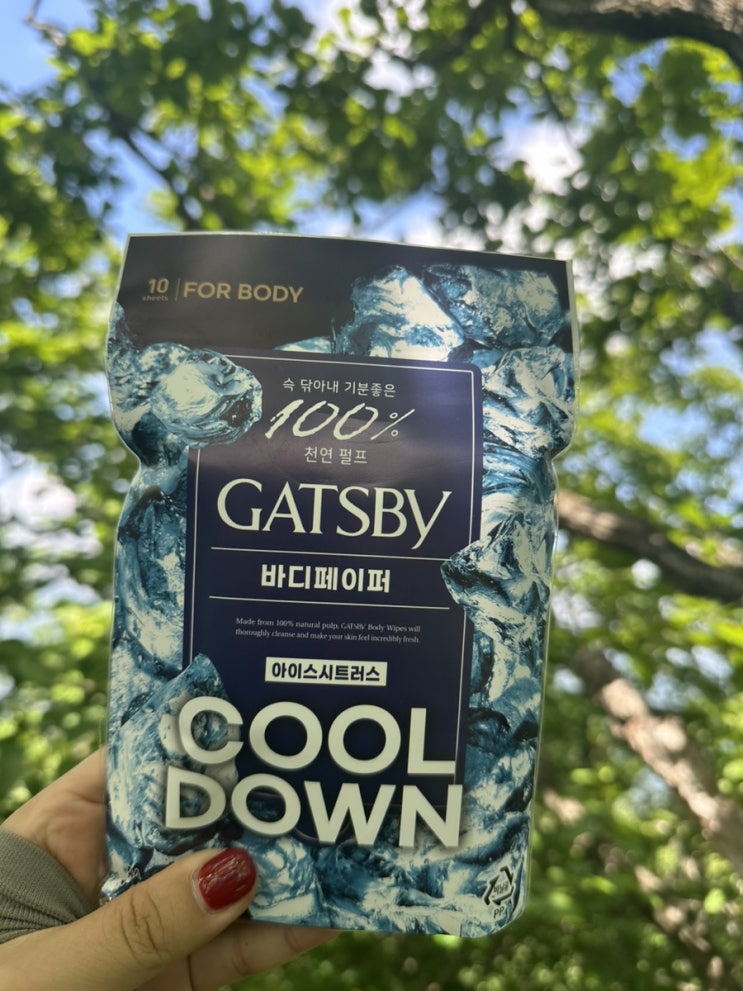 10 sheets | FOR BODY
슥 닦아내 기분좋은
100%
천연 펄프
GATSBY
바디페이퍼
Made from 100% natural pulp, GATSBY Body Wipes will
thoroughly cleanse and make your skin feel incredibly fresh.
아이스시트러스
COOL
DOWN